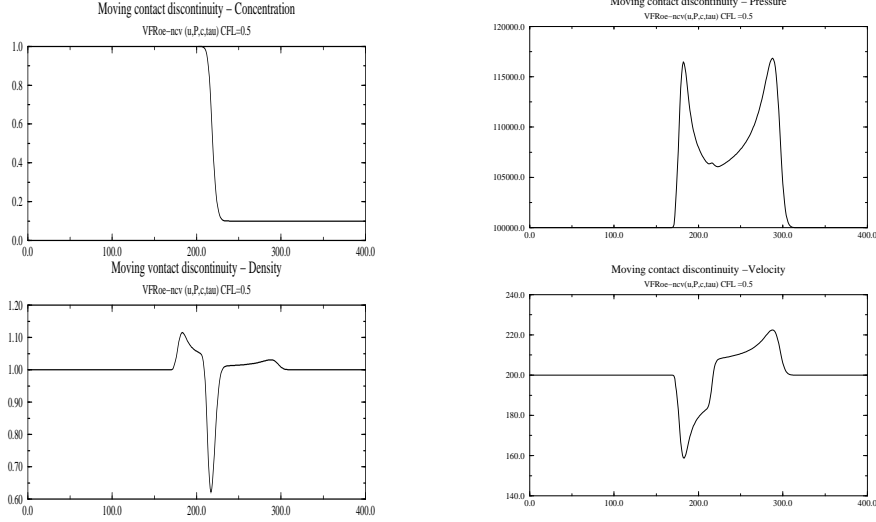 Moving contact discontinuity – Concentration
VFRoe–ncv (u,P,c,tau) CFL=0.5
1.0
0.8
0.6
0.4
0.2
0.0
0.0 100.0 200.0 300.0 400.0
Moving contact discontinuity – Pressure
VFRoe–ncv (u,P,c,tau) CFL =0.5
120000.0
115000.0
110000.0
105000.0
100000.0
0.0 100.0 200.0 300.0 400.0
Moving vontact discontinuity – Density
VFRoe–ncv (u,P,c,tau) CFL=0.5
1.20
1.10
1.00
0.90
0.80
0.70
0.60
0.0 100.0 200.0 300.0 400.0
Moving contact discontinuity –Velocity
VFRoe–ncv(u,P,c,tau) CFL =0.5
240.0
220.0
200.0
180.0
160.0
140.0
0.0 100.0 200.0 300.0 400.0